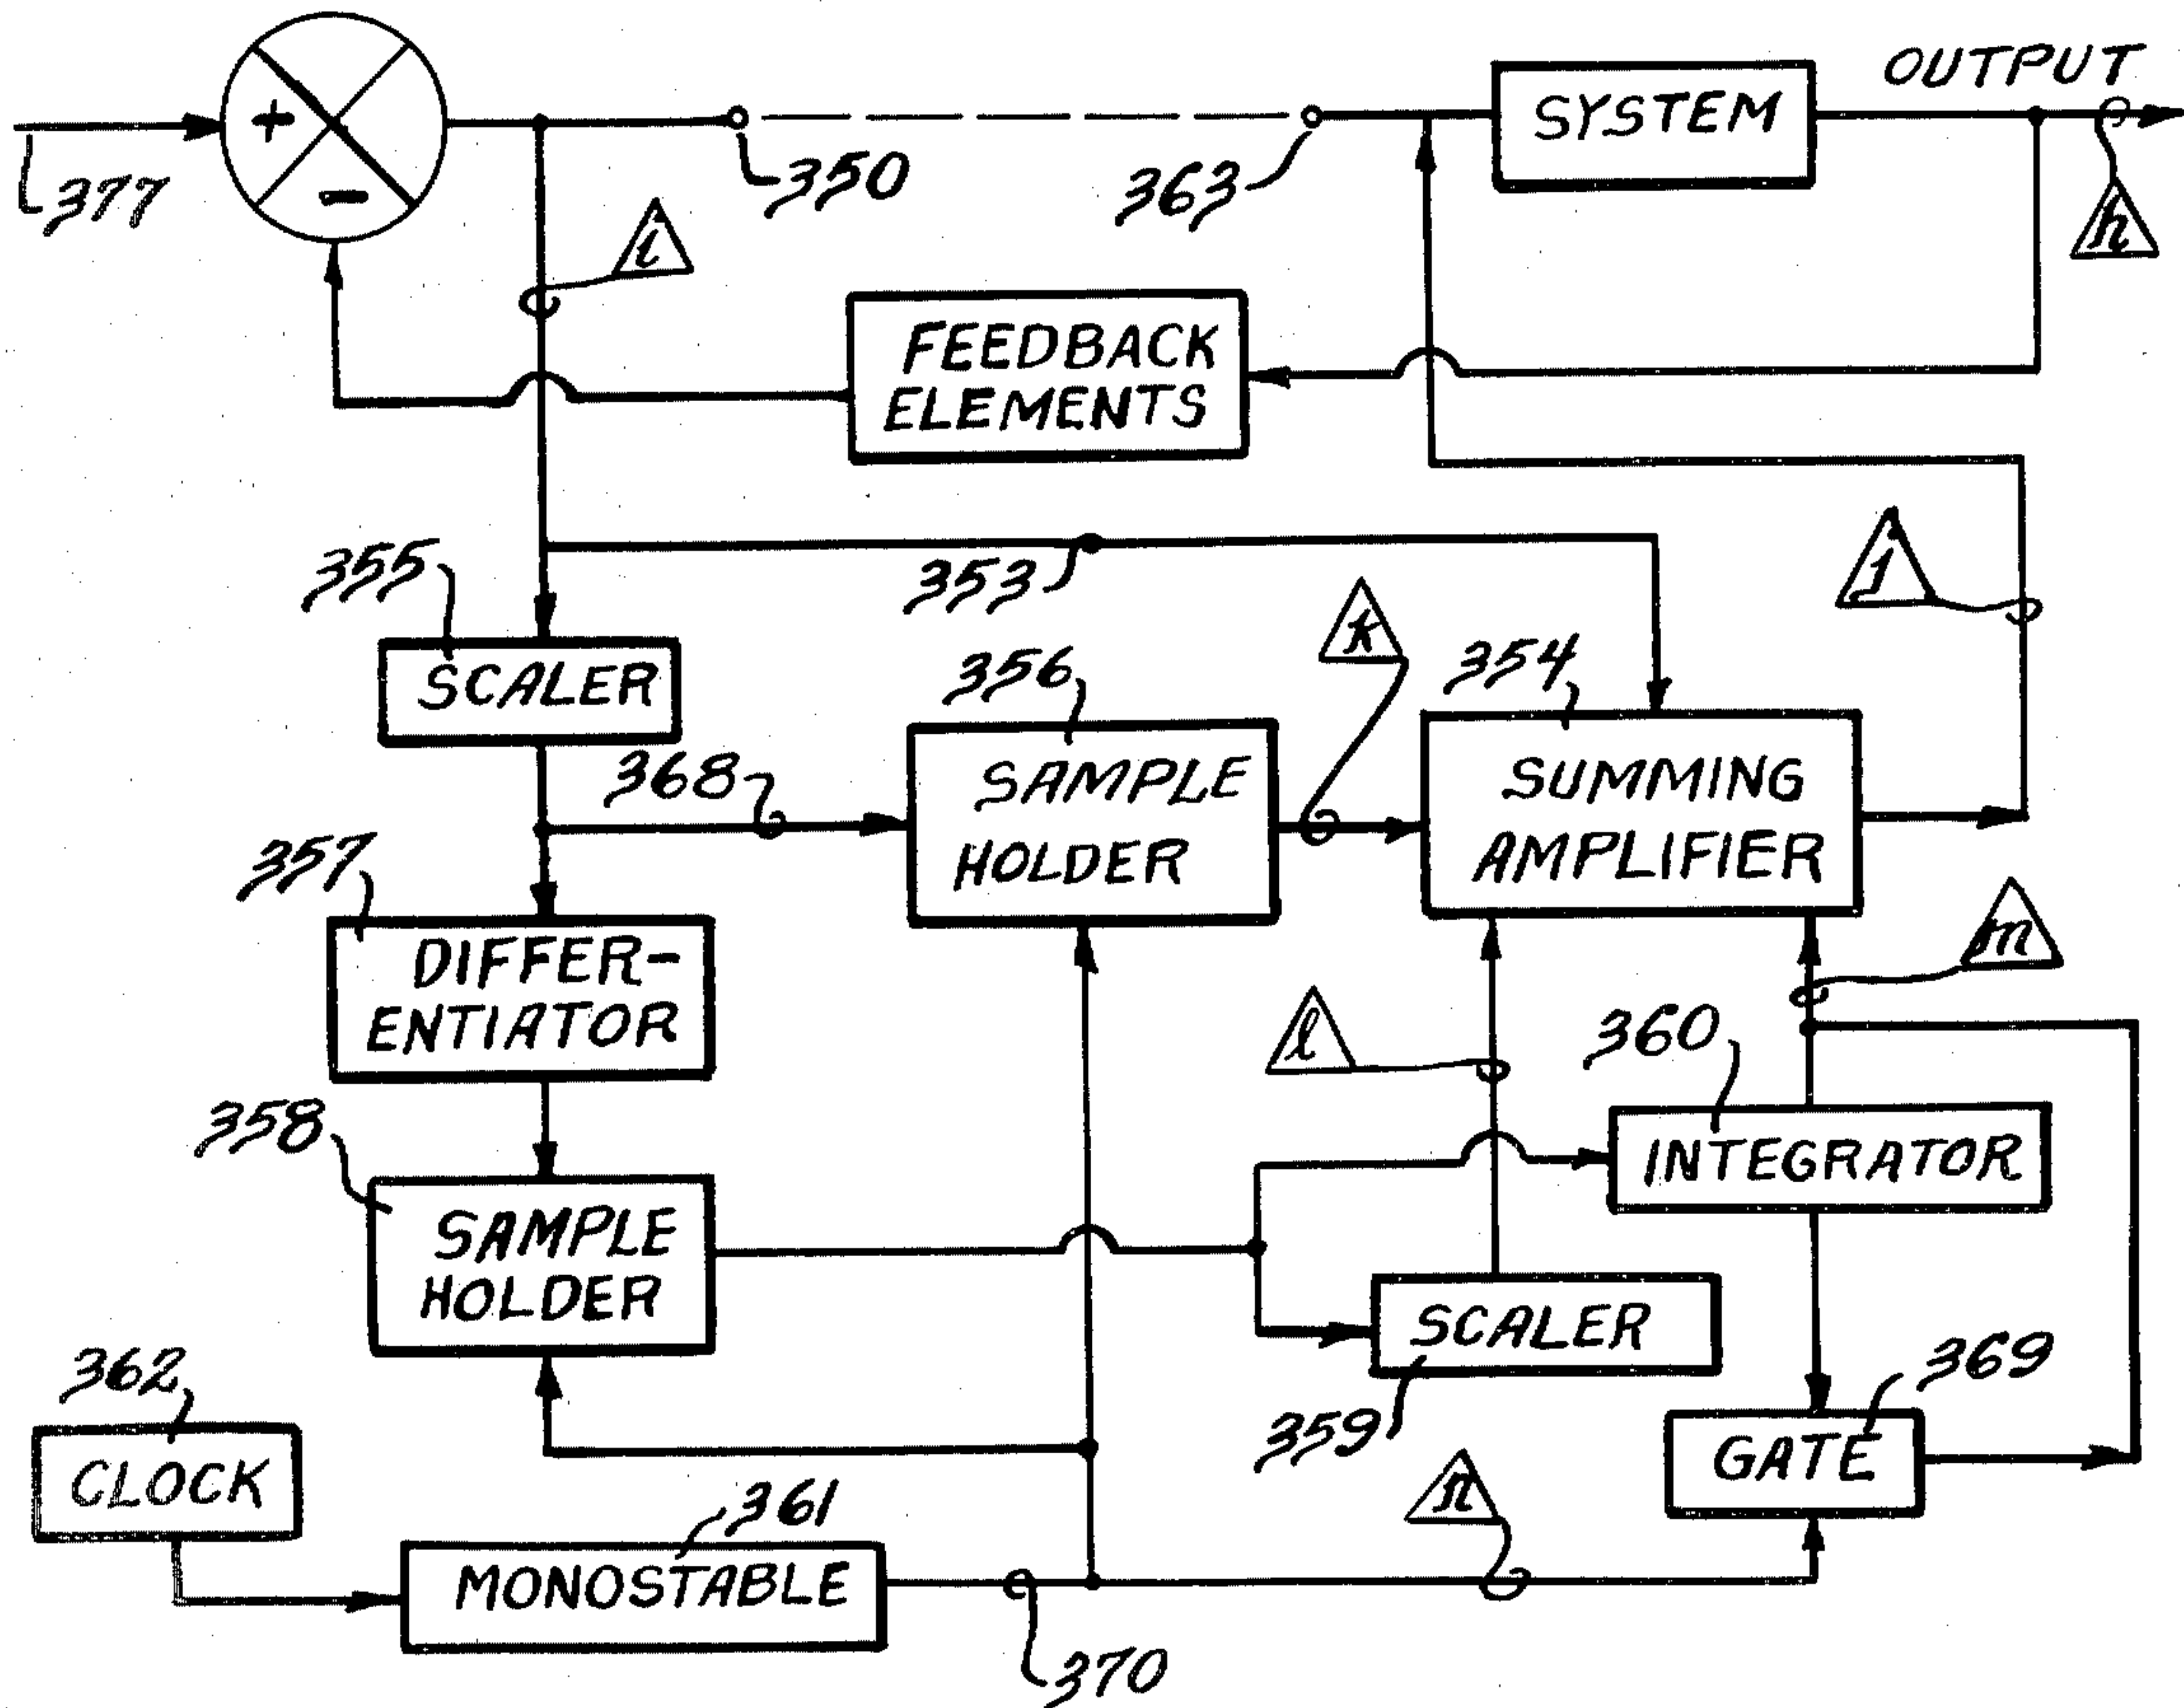 OUTPUT
+
SYSTEM
377
-
350
363
h
i
FEEDBACK
ELEMENTS
355
353
j
k
SCALER
356
354
368
SAMPLE
HOLDER
SUMMING
AMPLIFIER
357
m
DIFFER-
ENTIATOR
l
360
358
INTEGRATOR
SAMPLE
HOLDER
SCALER
362
369
359
GATE
CLOCK
361
n
MONOSTABLE
370